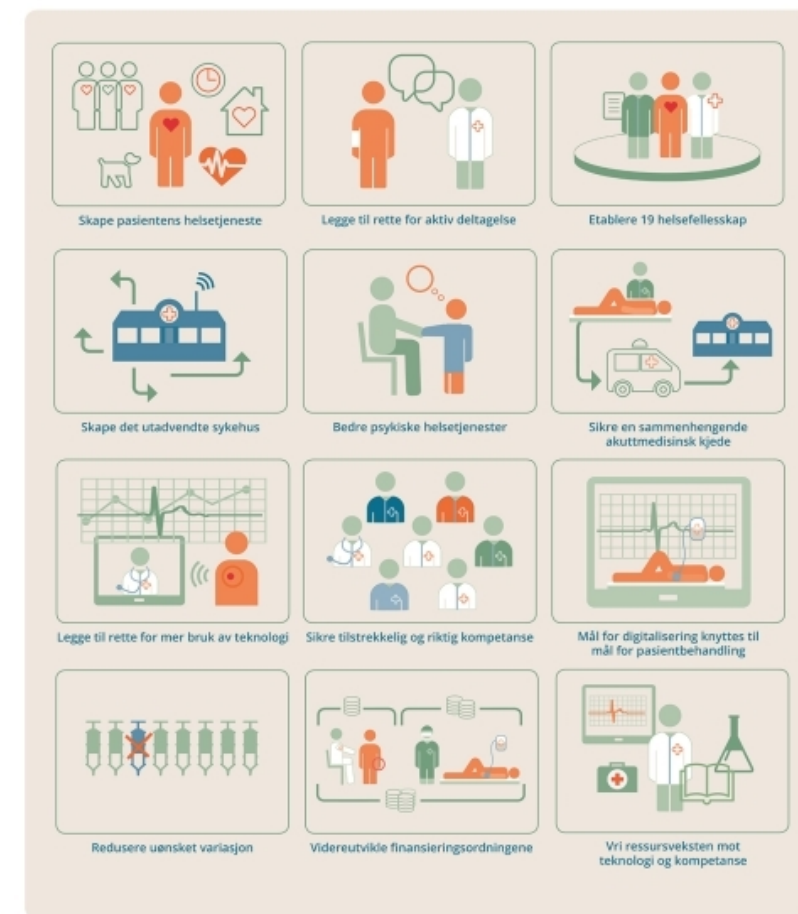 Skape pasientens helsetjeneste
Legge til rette for aktiv deltagelse
Etablere 19 helsefellesskap
Skape det utadvendte sykehus
Bedre psykiske helsetjenester
Sikre en sammenhengende
akuttmedisinsk kjede
Legge til rette for mer bruk av teknologi
Sikre tilstrekkelig og riktig kompetanse
Mål for digitalisering knyttes til
mål for pasientbehandling
Redusere uønsket variasjon
Videreutvikle finansieringsordningene
Vri ressursveksten mot
teknologi og kompetanse